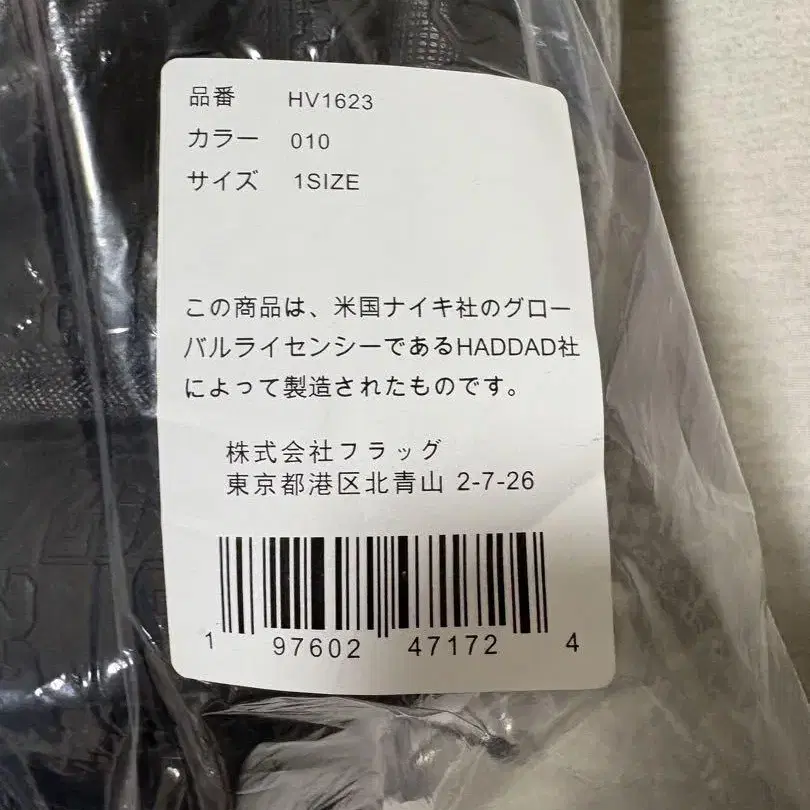 品番 HV1623
カラー 010
サイズ 1SIZE
この商品は、米国ナイキ社のグロー
バルライセンシーであるHADDAD社
によって製造されたものです。
株式会社フラッグ
東京都港区北青山 2-7-26
1 97602 47172 4